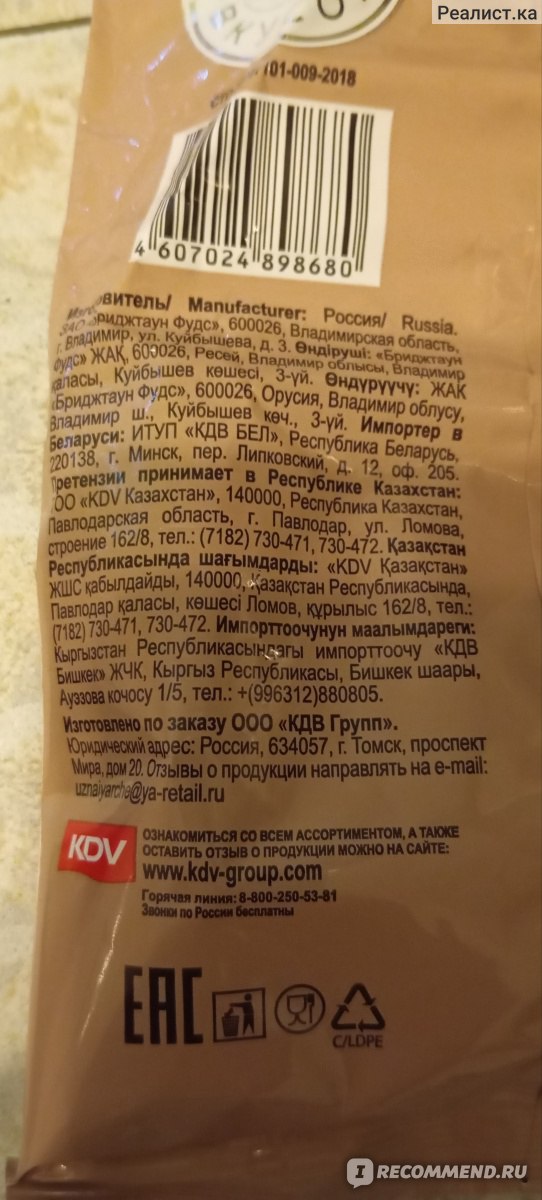 Реалист.ка
101-009-2018
4 607024 898680
витель/ Manufacturer: Россия/ Russia.
ЗАО «Бриджтаун Фудс», 600026, Владимирская область,
г. Владимир, ул. Куйбышева, д. 3. Өндіруші: «Бриджтаун
Фудс» ЖАҚ, 600026, Ресей, Владимир облысы, Владимир
қаласы, Куйбышев көшесі, 3-үй. Өндүрүүчү: ЖАК
«Бриджтаун Фудс», 600026, Орусия, Владимир облусу,
Владимир ш., Куйбышев көч., 3-үй. Импортер в
Беларуси: ИТУП «КДВ БЕЛ», Республика Беларусь,
220138, г. Минск, пер. Липковский, д. 12, оф. 205.
Претензии принимает в Республике Казахстан:
ТОО «KDV Казахстан», 140000, Республика Казахстан,
Павлодарская область, г. Павлодар, ул. Ломова,
строение 162/8, тел.: (7182) 730-471, 730-472. Қазақстан
Республикасында шағымдарды: «KDV Қазақстан»
ЖШС қабылдайды, 140000, Қазақстан Республикасында,
Павлодар қаласы, көшесі Ломов, құрылыс 162/8, тел.:
(7182) 730-471, 730-472. Импорттоочунун маалымдареги:
Кыргызстан Республикасындагы импорттоочу «КДВ
Бишкек» ЖЧК, Кыргыз Республикасы, Бишкек шаары,
Ауэзова кочосу 1/5, тел.: +(996312)880805.
Изготовлено по заказу ООО «КДВ Групп».
Юридический адрес: Россия, 634057, г. Томск, проспект
Мира, дом 20. Отзывы о продукции направлять на e-mail:
uznaiyarche@ya-retail.ru
KDV
ОЗНАКОМИТЬСЯ СО ВСЕМ АССОРТИМЕНТОМ, А ТАКЖЕ
ОСТАВИТЬ ОТЗЫВ О ПРОДУКЦИИ МОЖНО НА САЙТЕ:
www.kdv-group.com
Горячая линия: 8-800-250-53-81
Звонки по России бесплатны
EAC
C/LDPE
I RECOMMEND.RU